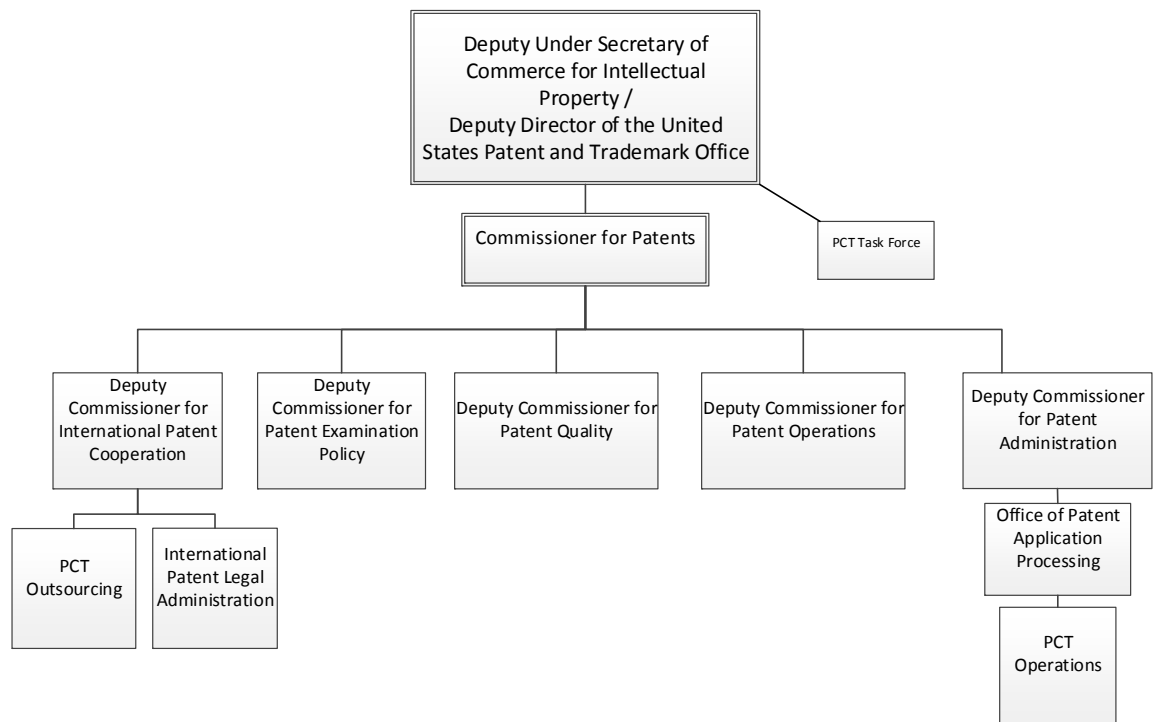 Deputy Under Secretary of
Commerce for Intellectual
Property /
Deputy Director of the United
States Patent and Trademark Office
Commissioner for Patents
PCT Task Force
Deputy
Commissioner for
International Patent
Cooperation
Deputy
Commissioner for
Patent Examination
Policy
Deputy Commissioner for
Patent Quality
Deputy Commissioner for
Patent Operations
Deputy Commissioner
for Patent
Administration
PCT
Outsourcing
International
Patent Legal
Administration
Office of Patent
Application
Processing
PCT
Operations